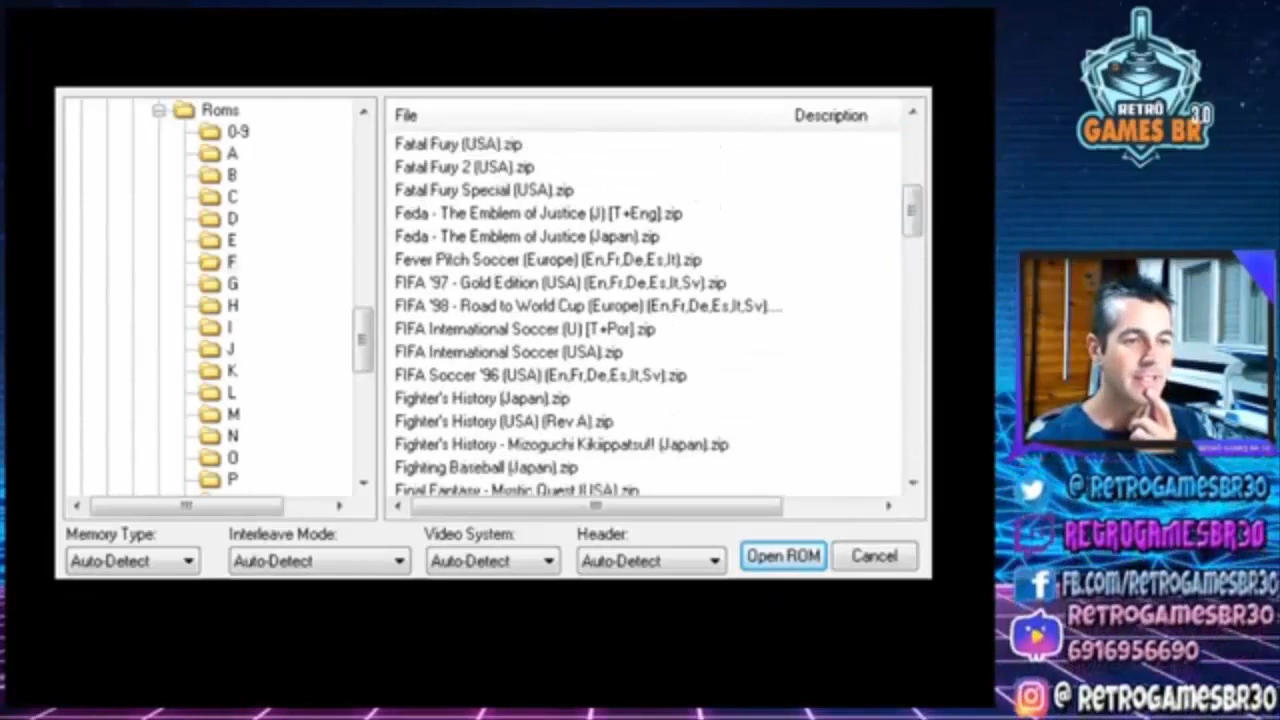 Roms
0-9
A
B
C
D
E
F
G
H
I
J
K
L
M
N
O
P
File Description
Fatal Fury (USA).zip
Fatal Fury 2 (USA).zip
Fatal Fury Special (USA).zip
Feda - The Emblem of Justice (J) [T+Eng].zip
Feda - The Emblem of Justice (Japan).zip
Fever Pitch Soccer (Europe) (En,Fr,De,Es,It).zip
FIFA '97 - Gold Edition (USA) (En,Fr,De,Es,It,Sv).zip
FIFA '98 - Road to World Cup (Europe) (En,Fr,De,Es,It,Sv)....
FIFA International Soccer (U) [T+Por].zip
FIFA International Soccer (USA).zip
FIFA Soccer '96 (USA) (En,Fr,De,Es,It,Sv).zip
Fighter's History (Japan).zip
Fighter's History (USA) (Rev A).zip
Fighter's History - Mizoguchi Kikiippatsu!! (Japan).zip
Fighting Baseball (Japan).zip
Final Fantasy - Mystic Quest (USA).zip
Memory Type: Interleave Mode: Video System: Header:
Auto-Detect Auto-Detect Auto-Detect Auto-Detect Open ROM Cancel
RETRÔ
GAMES BR 3.0
@RETROGAMESBR30
RETROGAMESBR30
FB.COM/RETROGAMESBR30
RETROGAMESBR30
6916956690
@RETROGAMESBR30